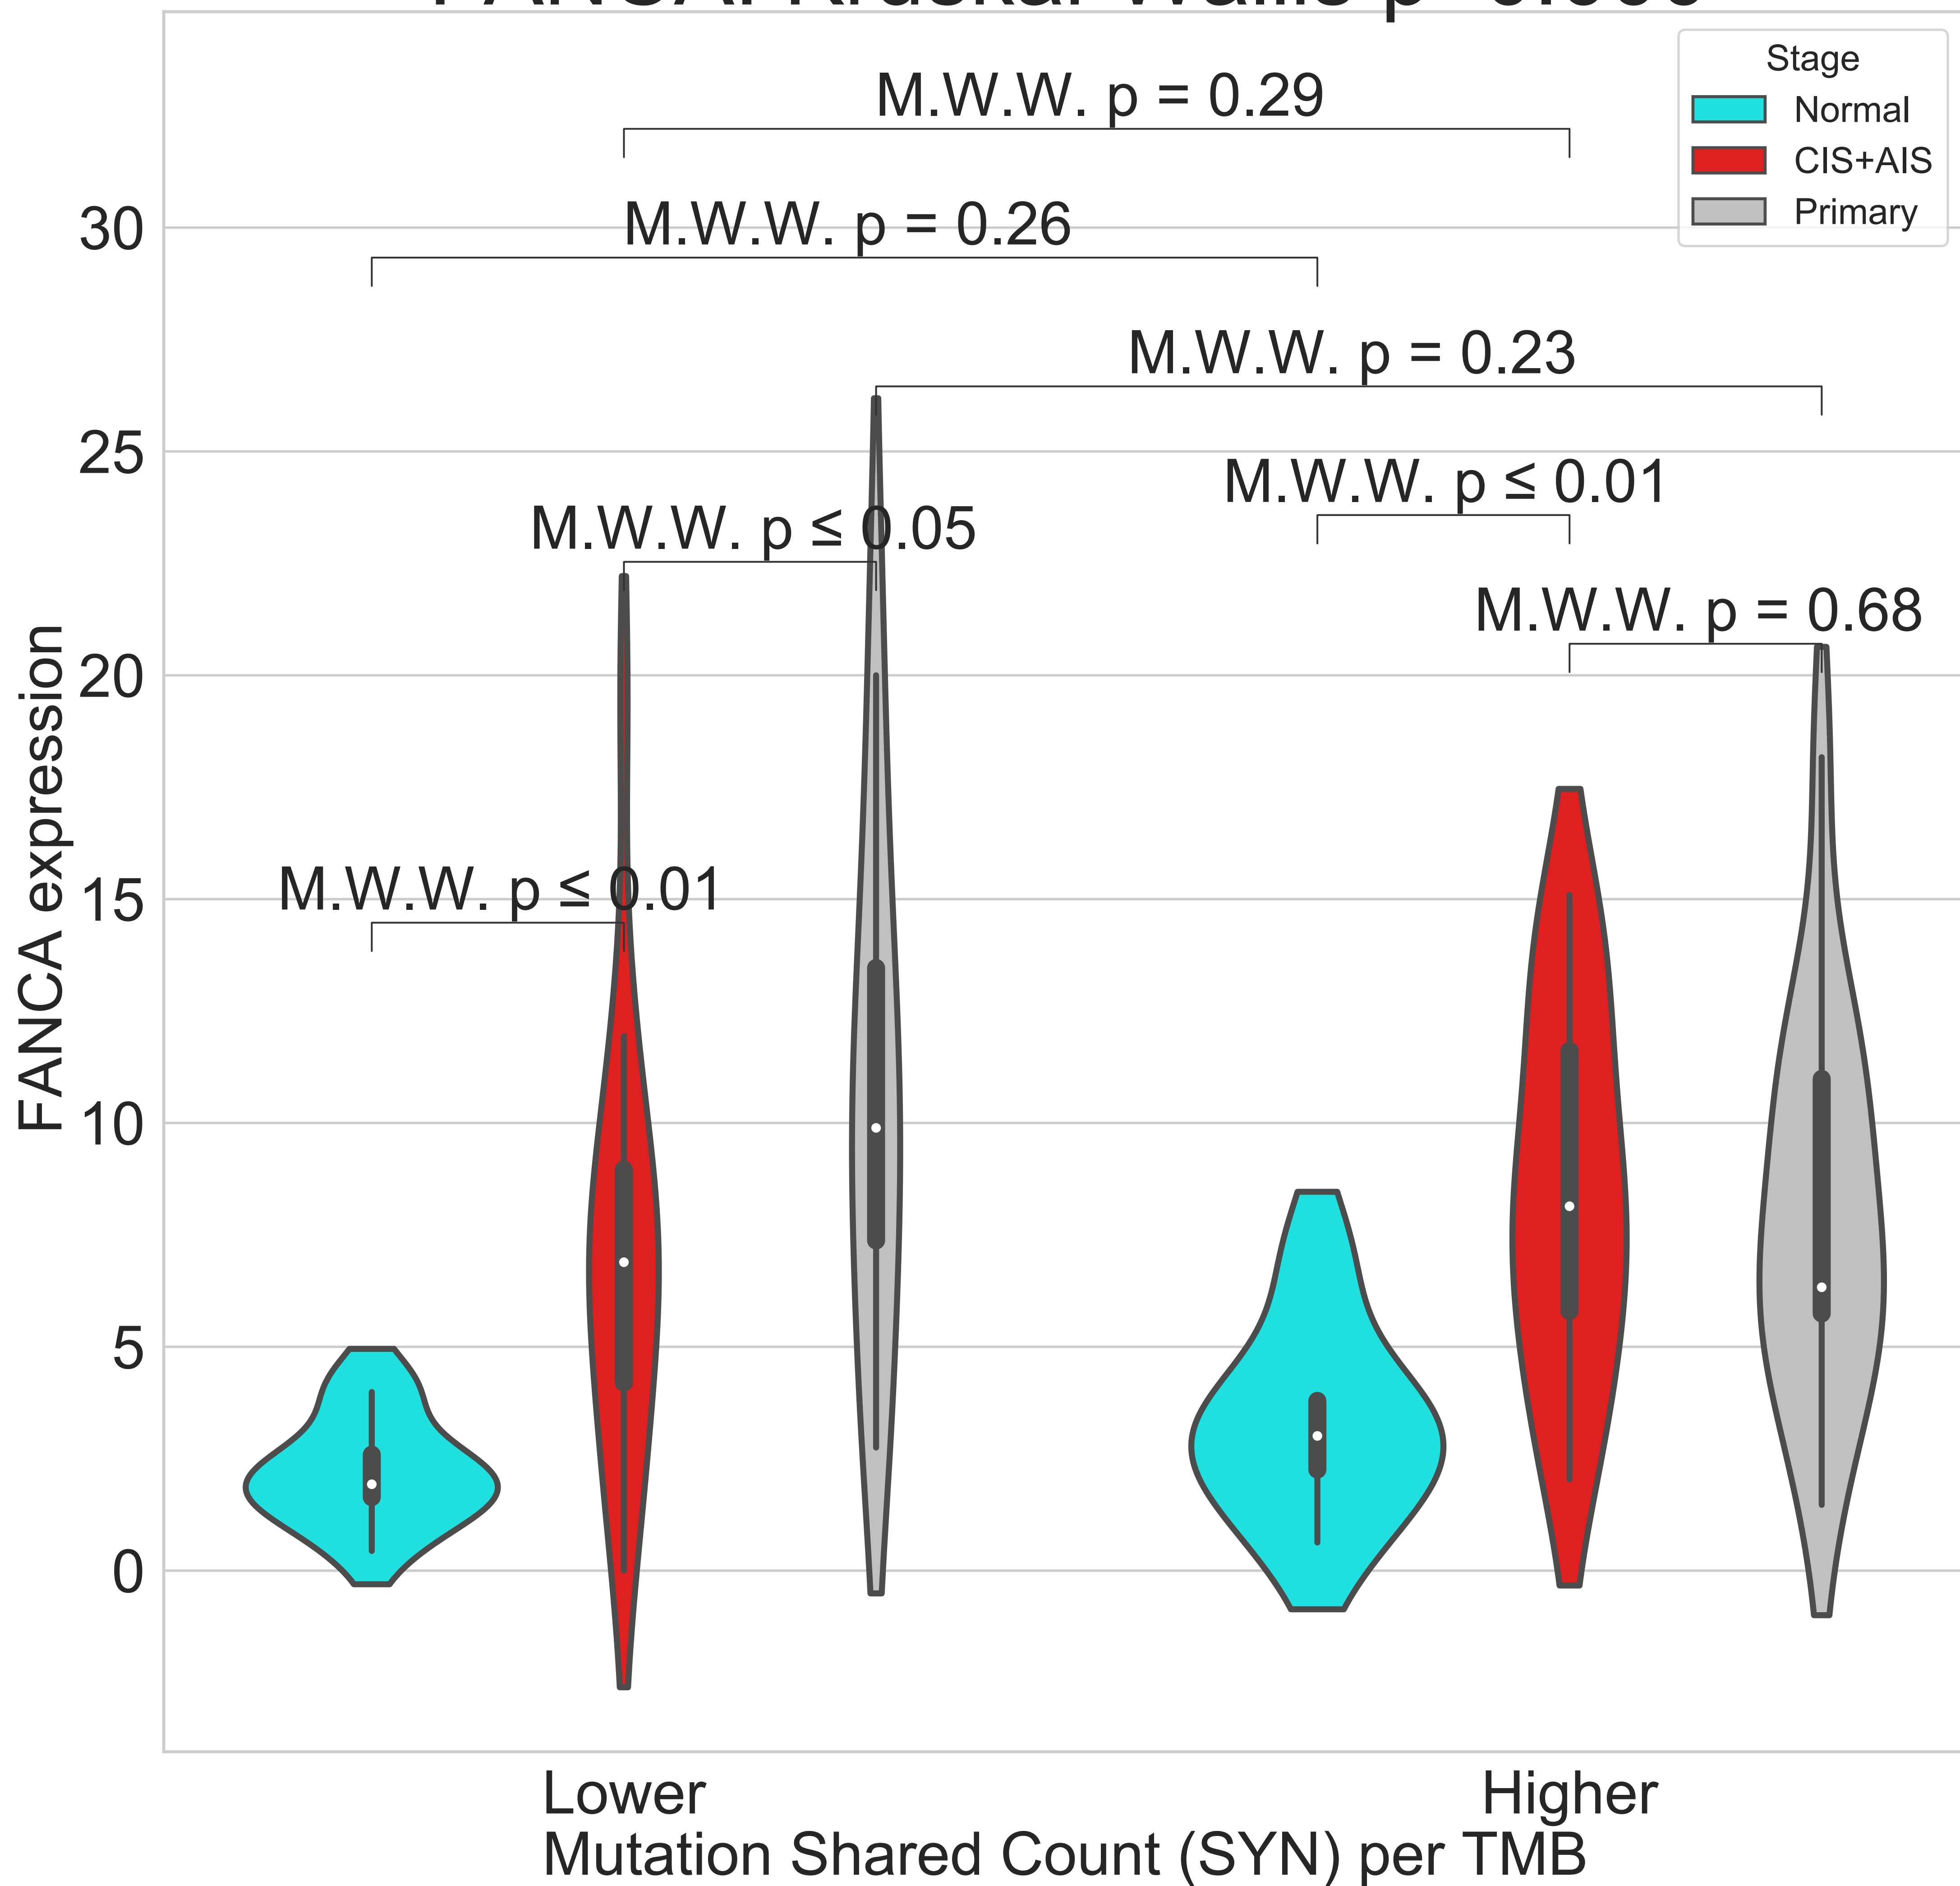 Stage
Normal
CIS+AIS
Primary
M.W.W. p = 0.29
M.W.W. p = 0.26
M.W.W. p = 0.23
M.W.W. p ≤ 0.01
M.W.W. p ≤ 0.05
M.W.W. p = 0.68
M.W.W. p ≤ 0.01
30
25
20
15
10
5
0
FANCA expression
Lower
Higher
Mutation Shared Count (SYN) per TMB